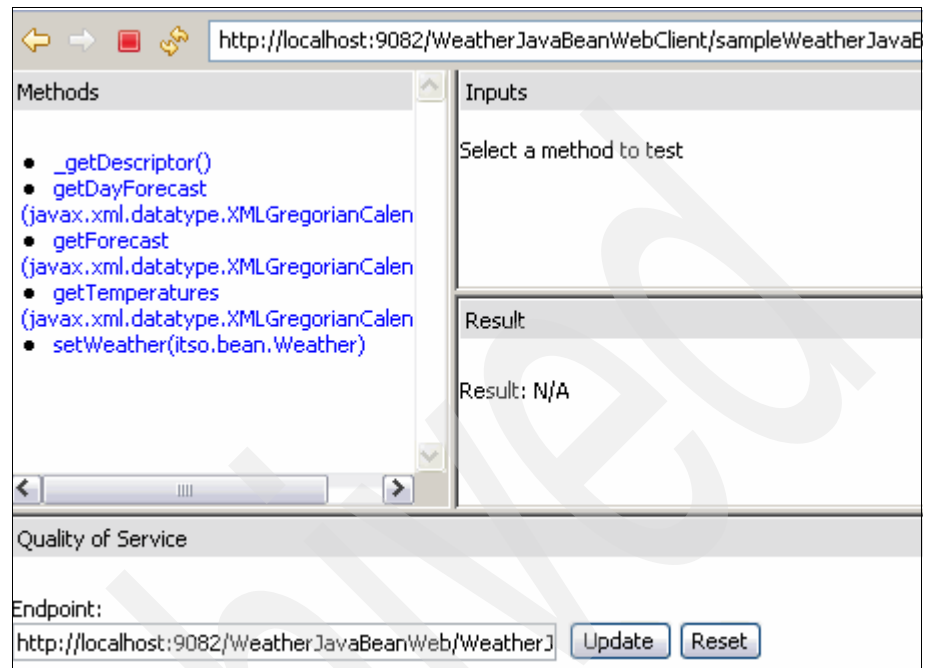 http://localhost:9082/WeatherJavaBeanWebClient/sampleWeatherJavaB
Methods
_getDescriptor()
getDayForecast
(javax.xml.datatype.XMLGregorianCalen
getForecast
(javax.xml.datatype.XMLGregorianCalen
getTemperatures
(javax.xml.datatype.XMLGregorianCalen
setWeather(itso.bean.Weather)
Inputs
Select a method to test
Result
Result: N/A
Quality of Service
Endpoint:
http://localhost:9082/WeatherJavaBeanWeb/WeatherJ
Update
Reset
hived